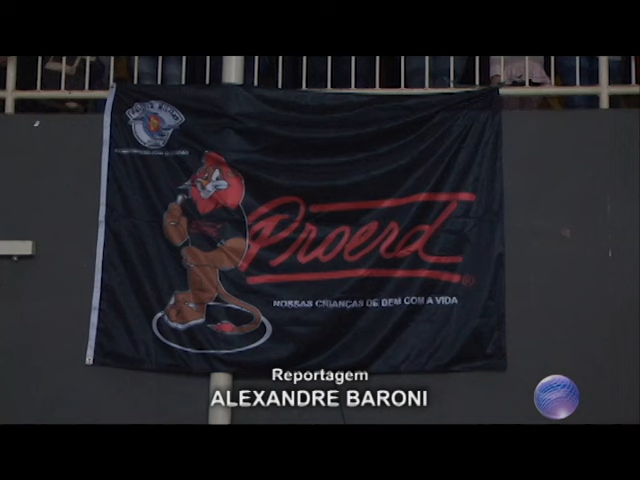 Proerd
®
NOSSAS CRIANÇAS DE BEM COM A VIDA
Reportagem
ALEXANDRE BARONI